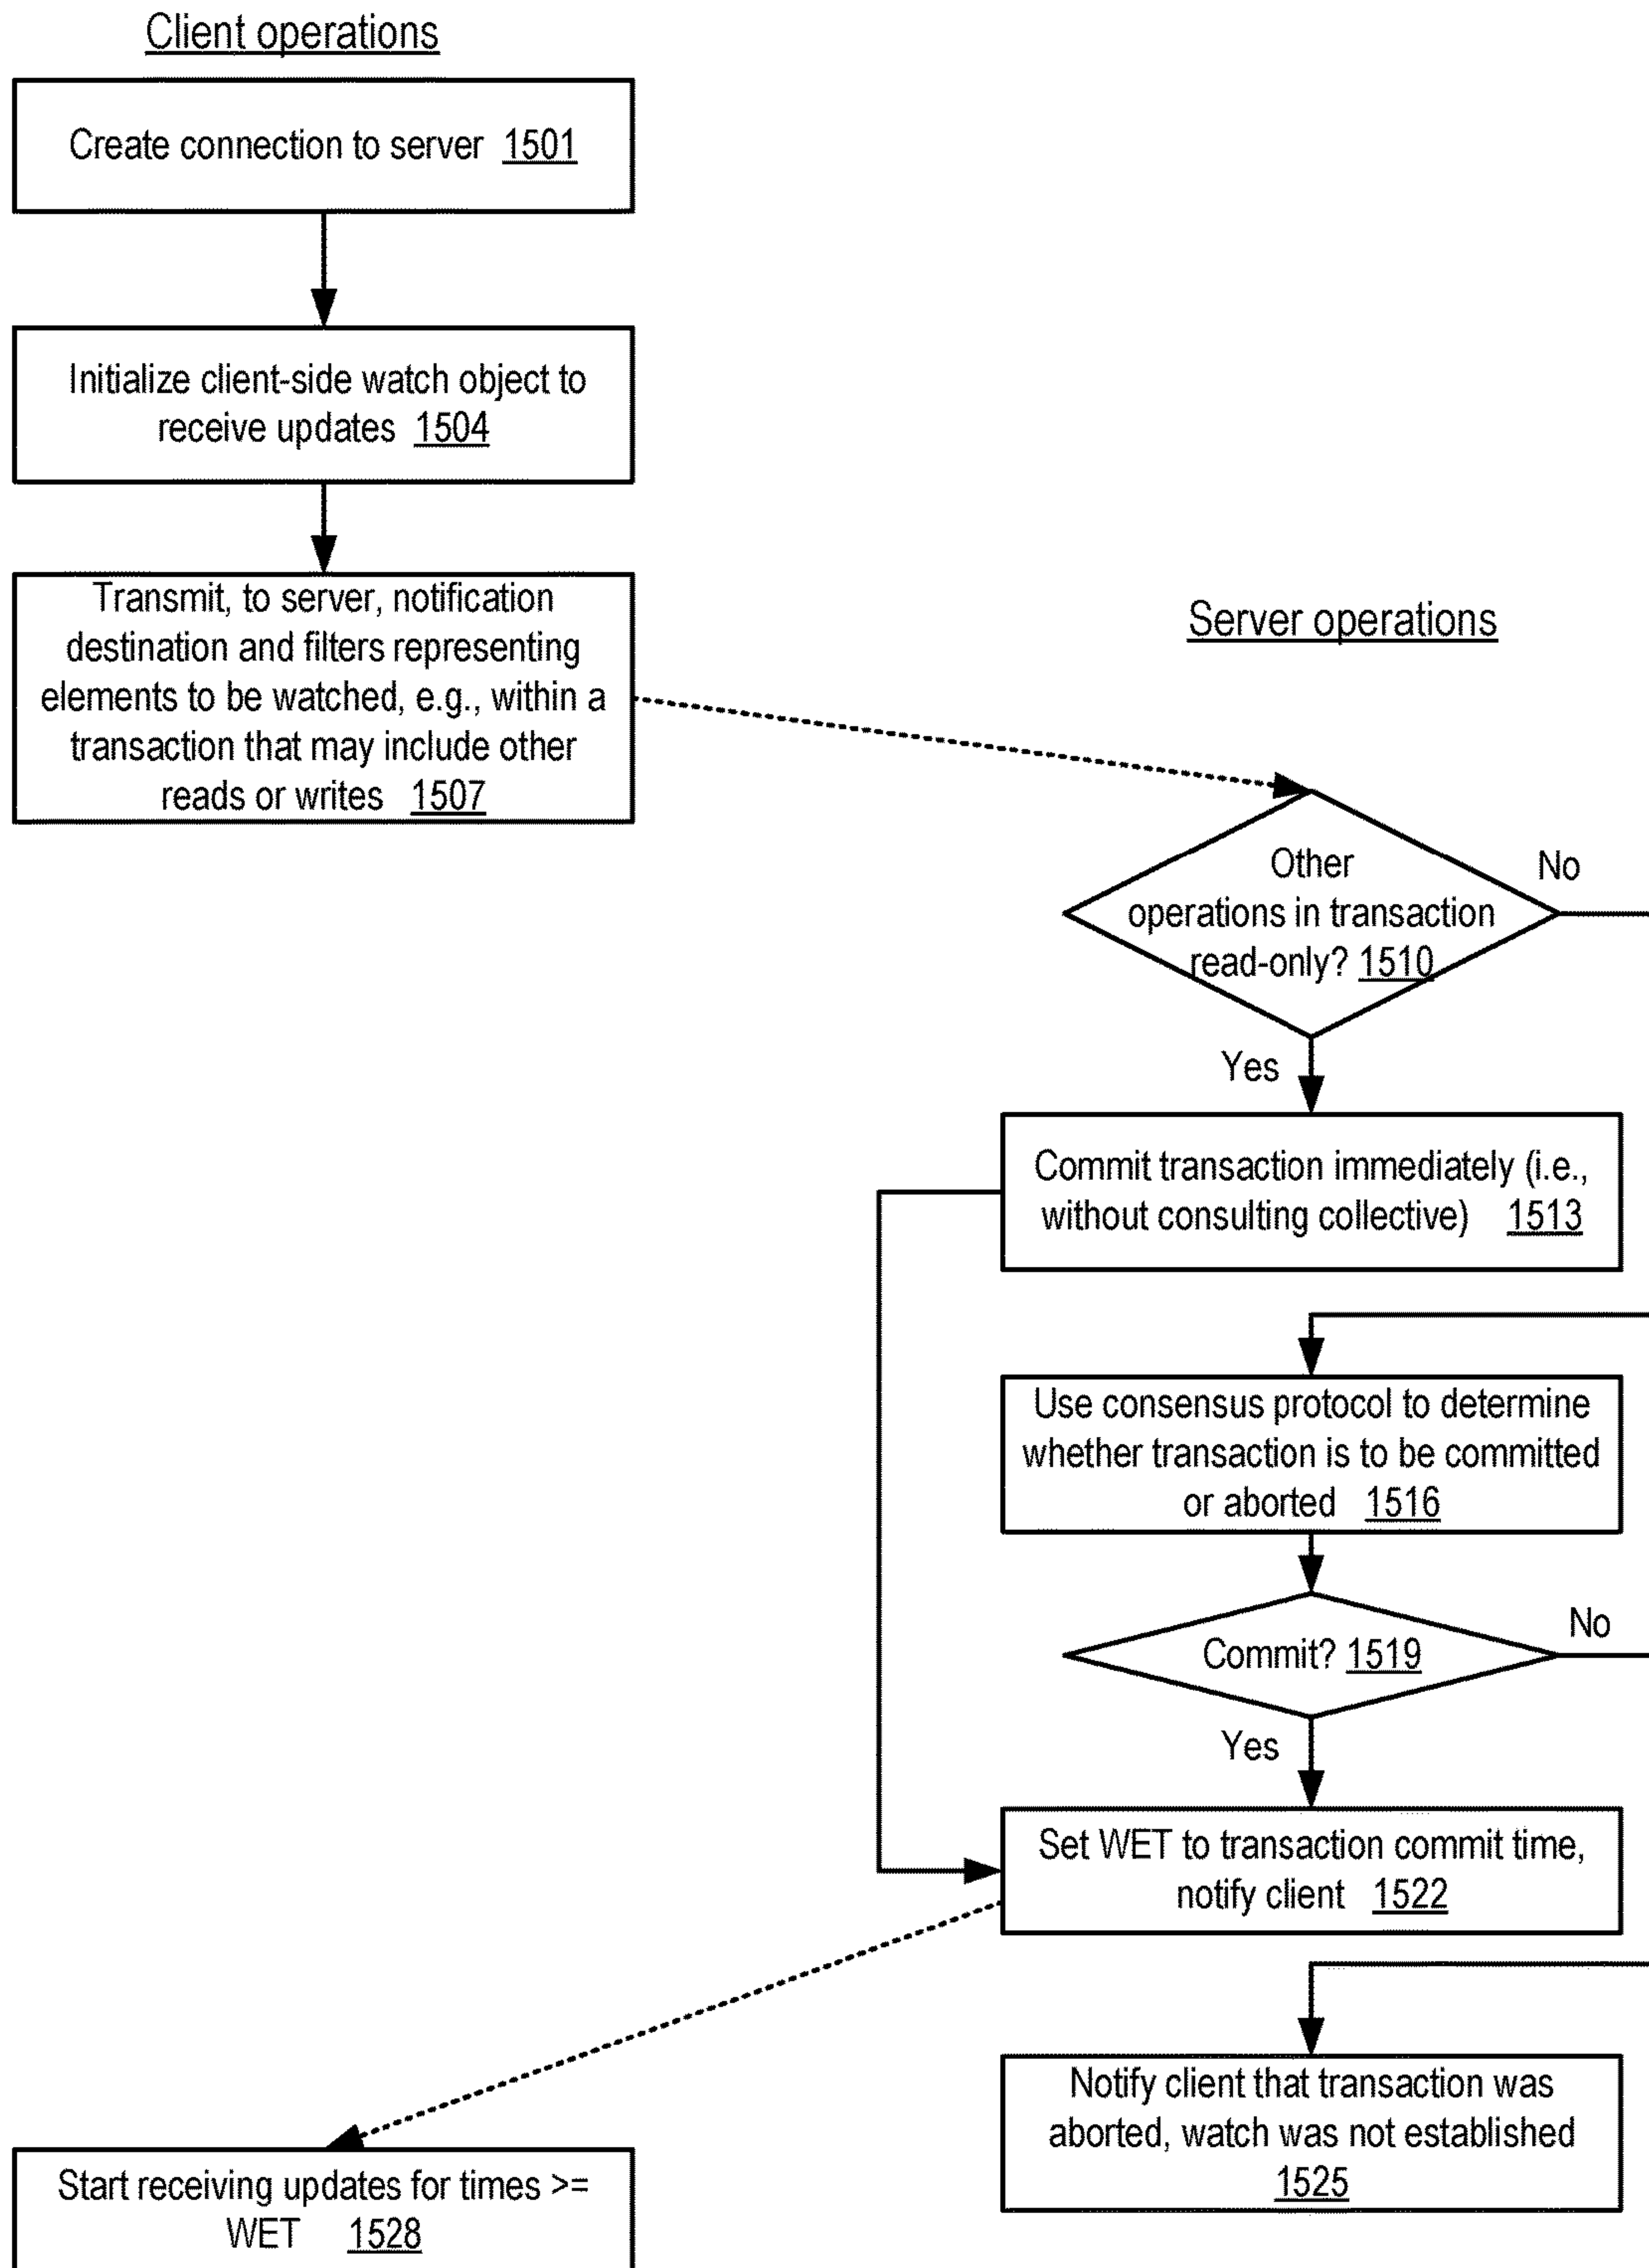 Client operations
Create connection to server 1501
Initialize client-side watch object to
receive updates 1504
Transmit, to server, notification
destination and filters representing
elements to be watched, e.g., within a
transaction that may include other
reads or writes 1507
Server operations
Other
operations in transaction
read-only? 1510
No
Yes
Commit transaction immediately (i.e.,
without consulting collective) 1513
Use consensus protocol to determine
whether transaction is to be committed
or aborted 1516
Commit? 1519
No
Yes
Set WET to transaction commit time,
notify client 1522
Notify client that transaction was
aborted, watch was not established
1525
Start receiving updates for times >=
WET 1528